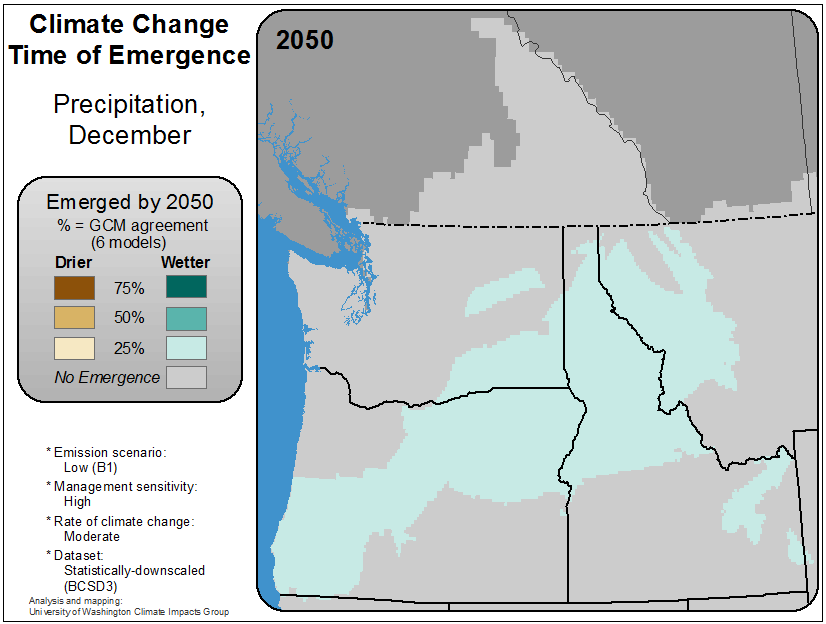 Climate Change
Time of Emergence
Precipitation,
December
2050
Emerged by 2050
% = GCM agreement
(6 models)
Drier Wetter
75%
50%
25%
No Emergence
* Emission scenario:
Low (B1)
* Management sensitivity:
High
* Rate of climate change:
Moderate
* Dataset:
Statistically-downscaled
(BCSD3)
Analysis and mapping:
University of Washington Climate Impacts Group